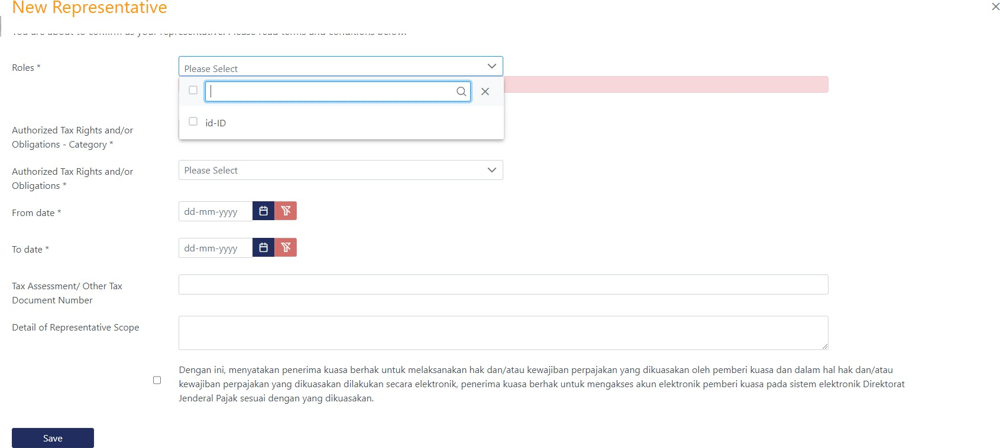 New Representative
You are about to confirm as your representative. Please read terms and conditions below.
Roles *
Please Select
id-ID
Authorized Tax Rights and/or
Obligations - Category *
Authorized Tax Rights and/or
Obligations *
Please Select
From date *
dd-mm-yyyy
To date *
dd-mm-yyyy
Tax Assessment/ Other Tax
Document Number
Detail of Representative Scope
Dengan ini, menyatakan penerima kuasa berhak untuk melaksanakan hak dan/atau kewajiban perpajakan yang dikuasakan oleh pemberi kuasa dan dalam hal hak dan/atau
kewajiban perpajakan yang dikuasakan dilakukan secara elektronik, penerima kuasa berhak untuk mengakses akun elektronik pemberi kuasa pada sistem elektronik Direktorat
Jenderal Pajak sesuai dengan yang dikuasakan.
Save